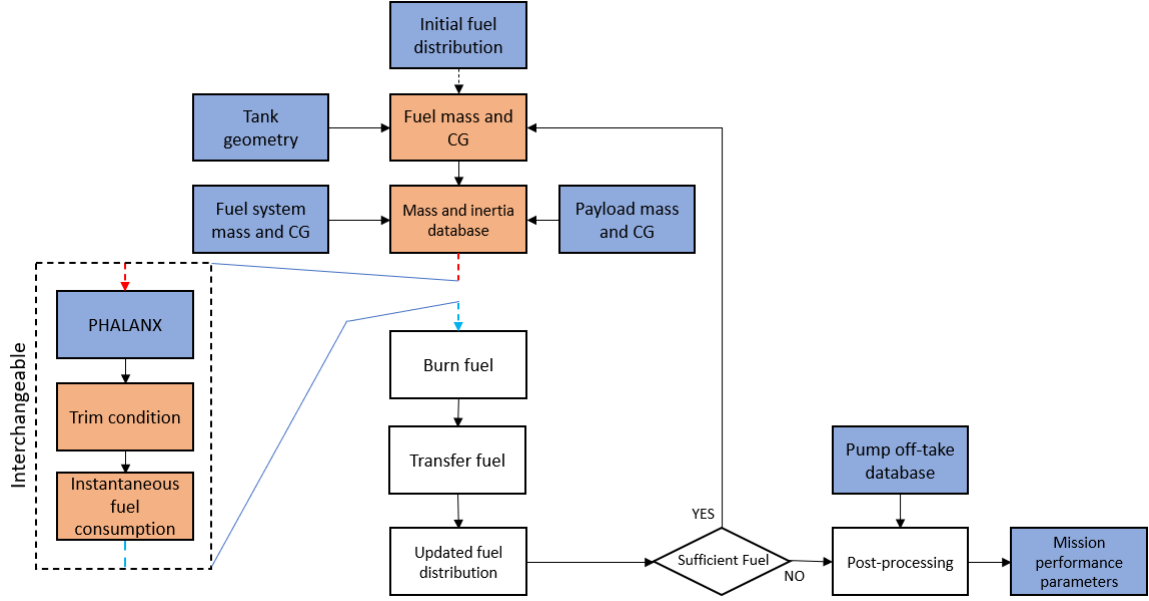 Initial fuel
distribution
Tank
geometry
Fuel mass and
CG
Fuel system
mass and CG
Mass and inertia
database
Payload mass
and CG
Interchangeable
PHALANX
Trim condition
Instantaneous
fuel
consumption
Burn fuel
Transfer fuel
Updated fuel
distribution
YES
Sufficient Fuel
NO
Pump off-take
database
Post-processing
Mission
performance
parameters